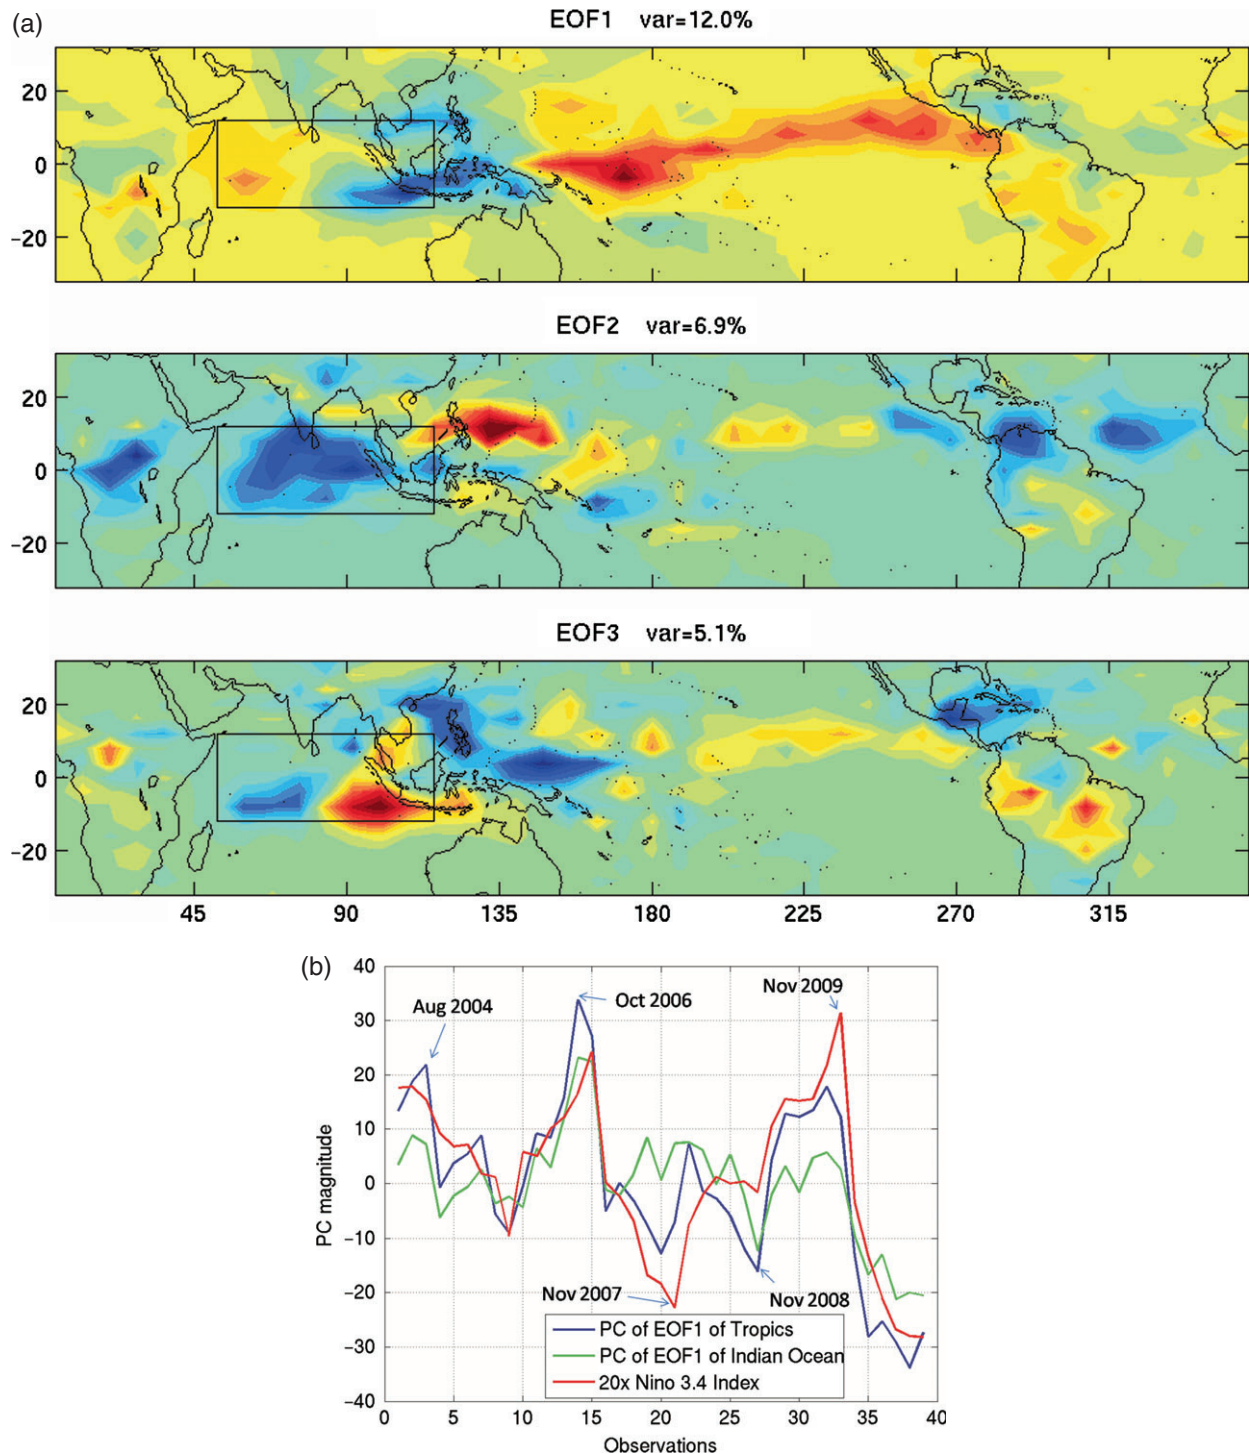 (a)
EOF1 var=12.0%
20
0
−20
EOF2 var=6.9%
20
0
−20
EOF3 var=5.1%
20
0
−20
45 90 135 180 225 270 315
(b)
40
30
20
10
0
−10
−20
−30
−40
PC magnitude
Aug 2004
Oct 2006
Nov 2009
Nov 2007
Nov 2008
PC of EOF1 of Tropics
PC of EOF1 of Indian Ocean
20x Nino 3.4 Index
0 5 10 15 20 25 30 35 40
Observations